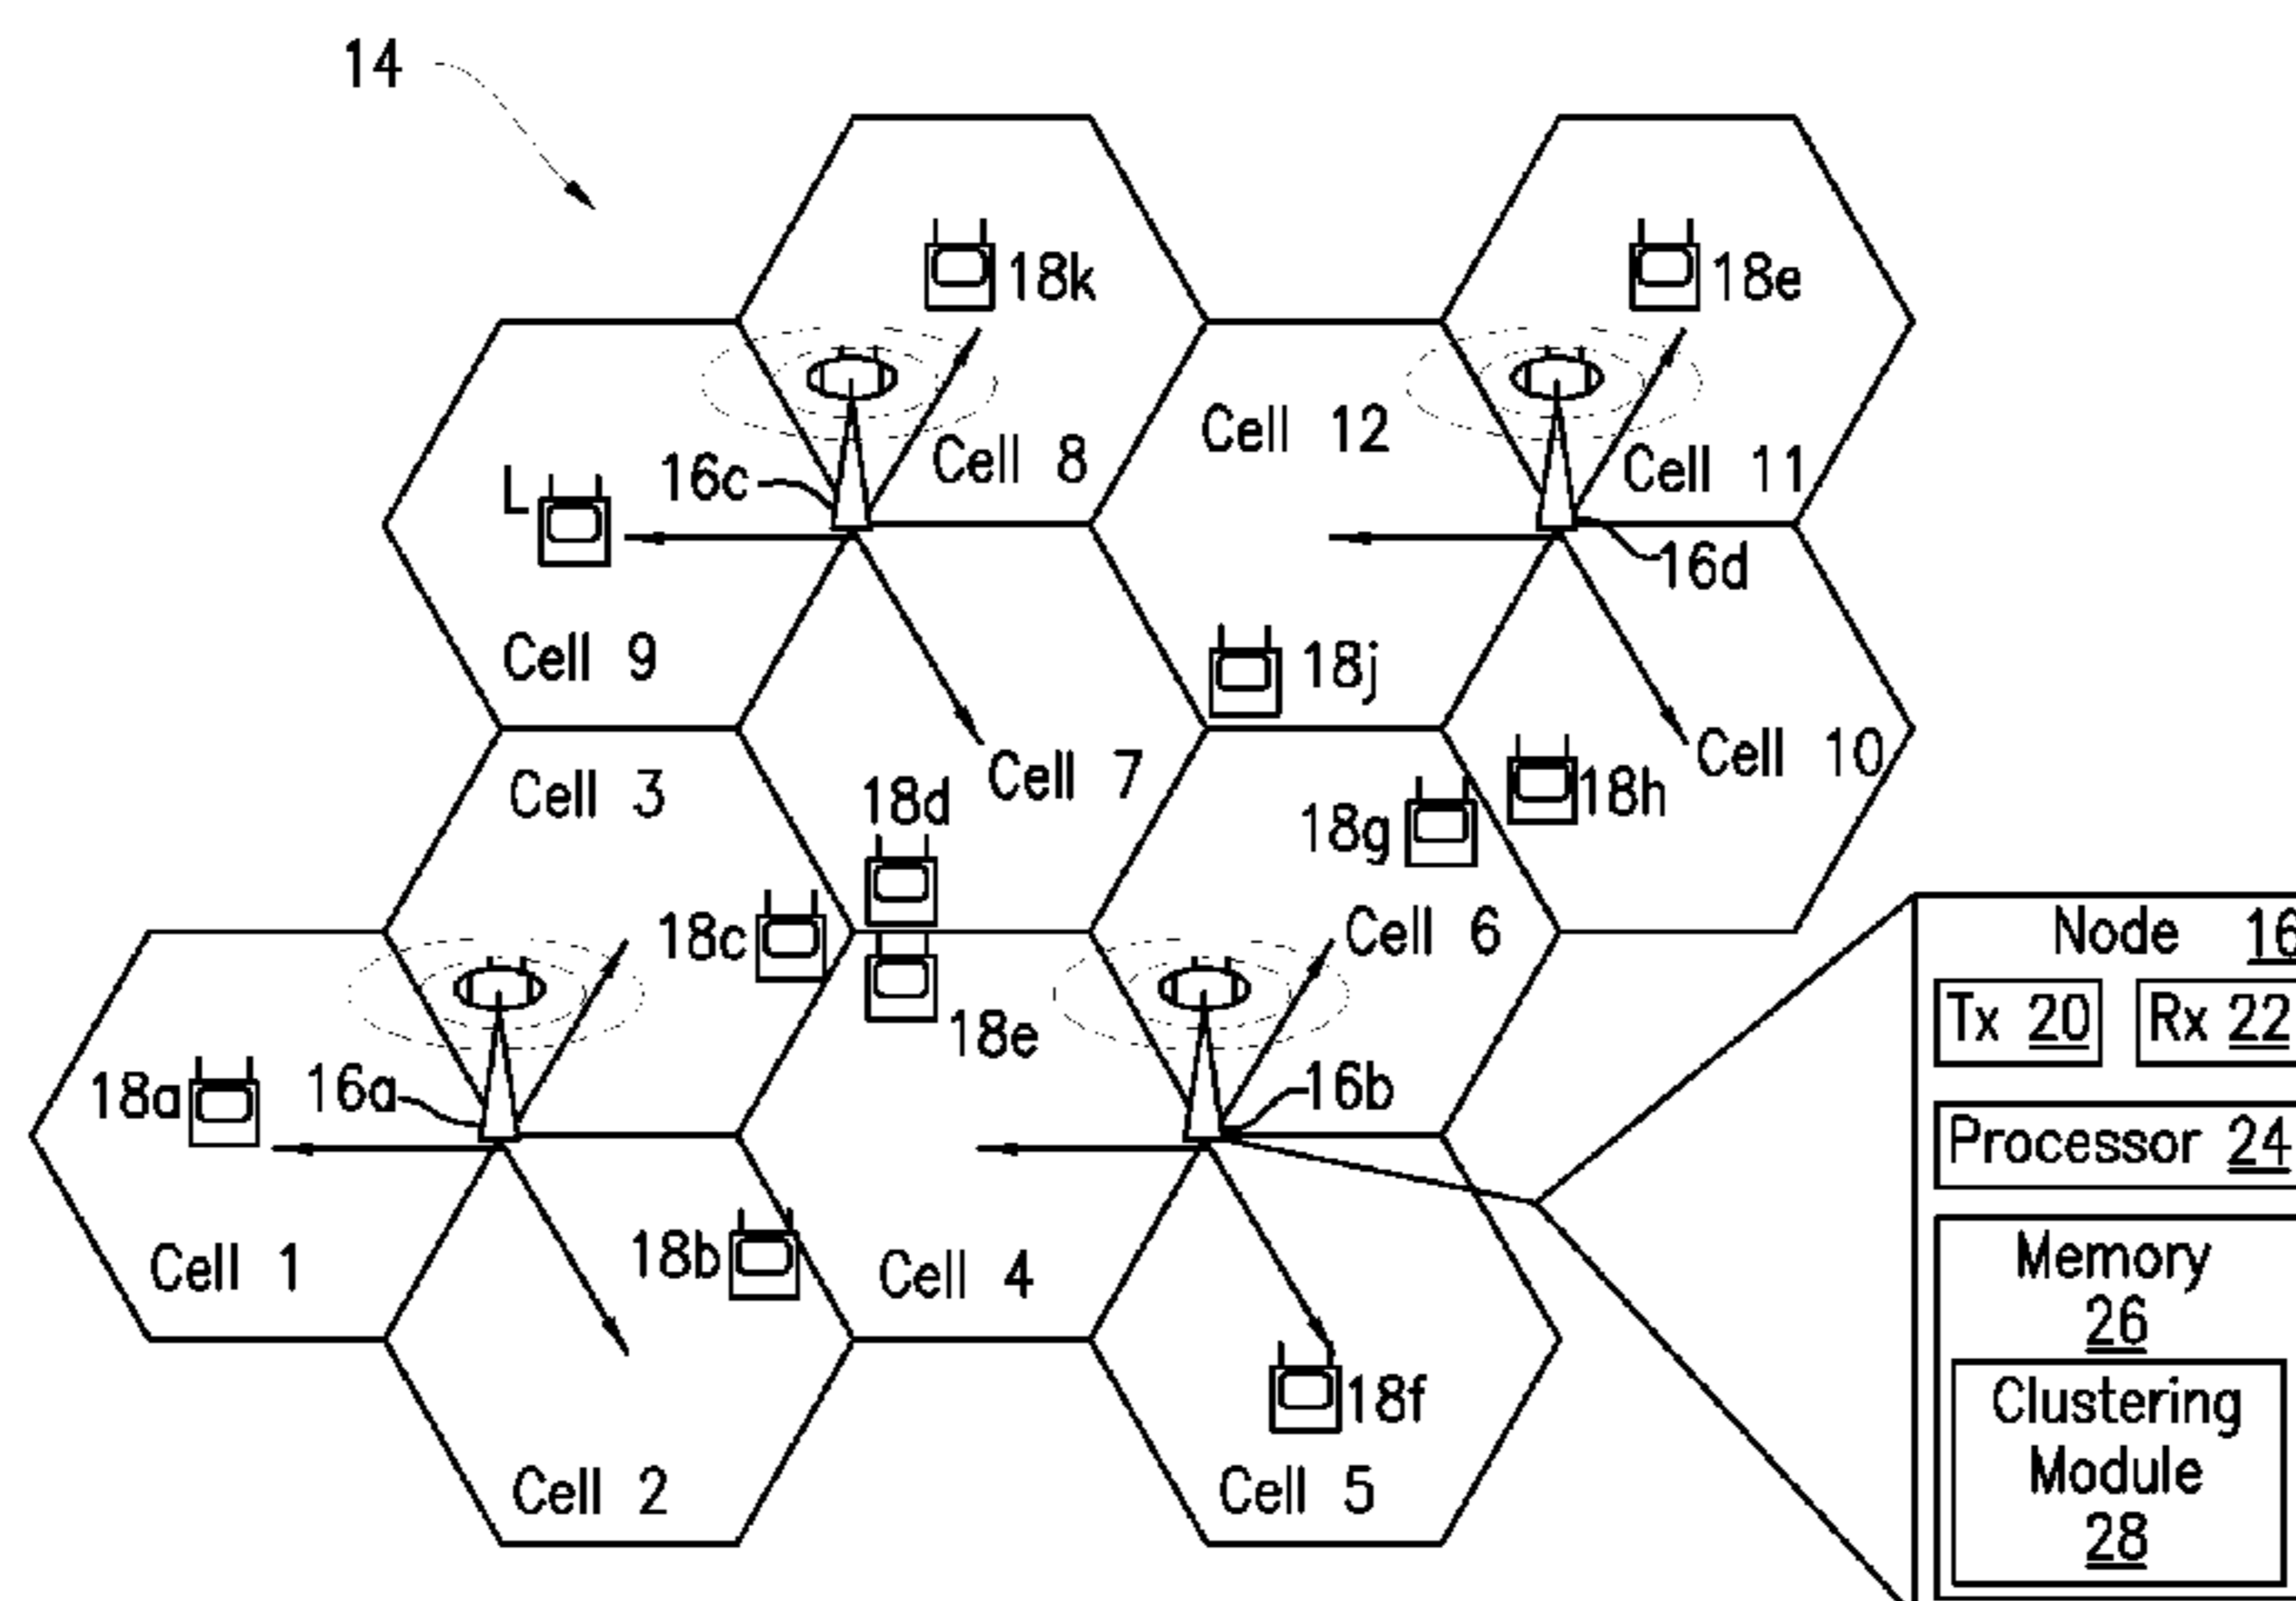 14
18k
18e
Cell 12
Cell 8
16c
Cell 11
L
16d
Cell 9
18j
Cell 7
Cell 10
Cell 3
18d
18h
18g
18c
Cell 6
Node 16
Tx 20
Rx 22
18e
18a
16a
16b
Processor 24
18b
Cell 1
Cell 4
Memory
26
18f
Clustering
Module
28
Cell 2
Cell 5